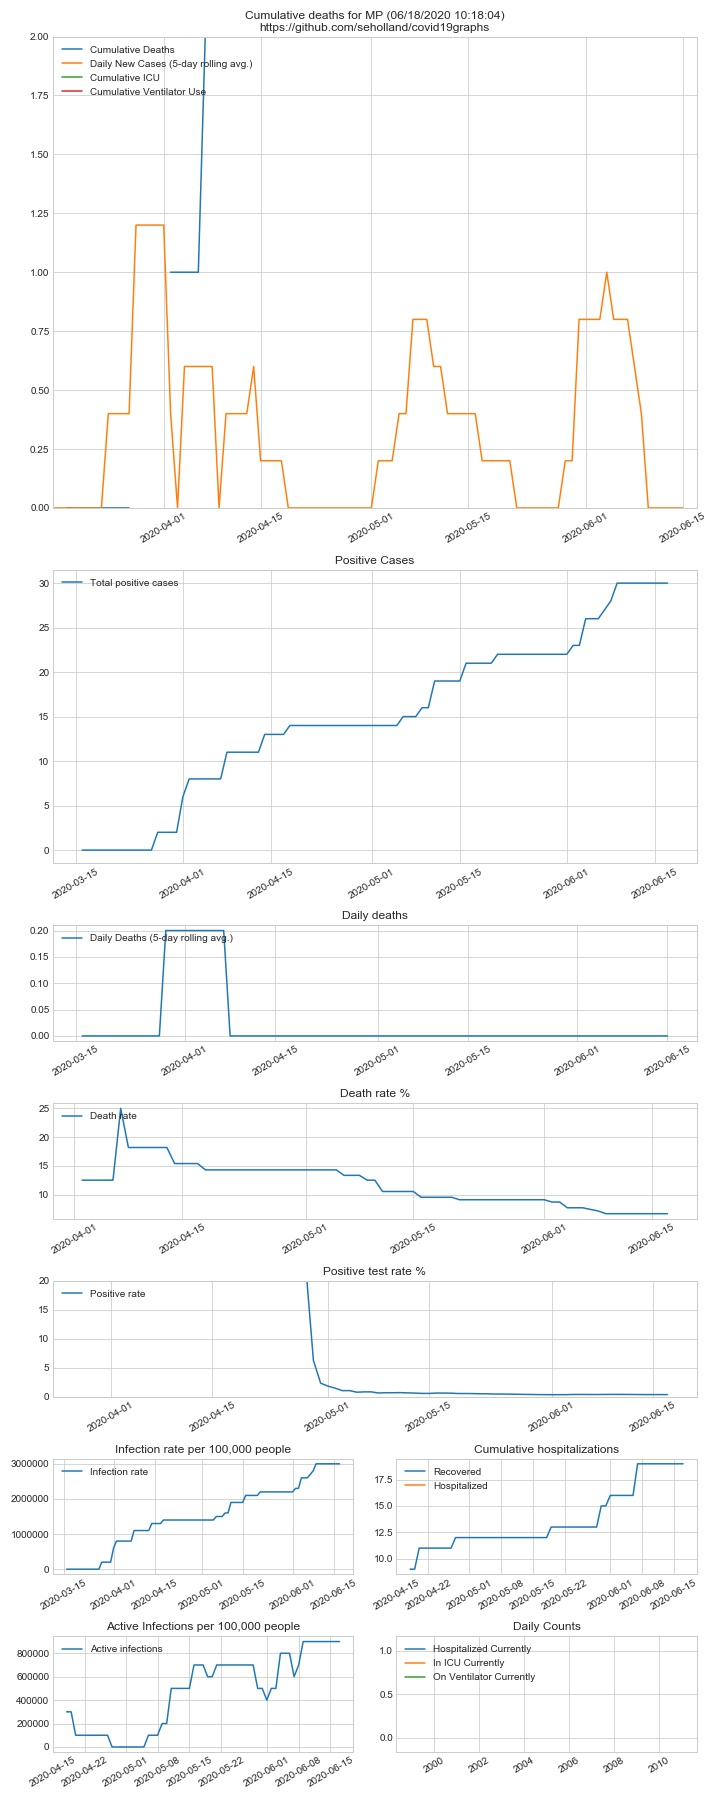 Cumulative deaths for MP (06/18/2020 10:18:04)
https://github.com/seholland/covid19graphs
2.00
1.75
1.50
1.25
1.00
0.75
0.50
0.25
0.00
Cumulative Deaths
Daily New Cases (5-day rolling avg.)
Cumulative ICU
Cumulative Ventilator Use
2020-04-01 2020-04-15 2020-05-01 2020-05-15 2020-06-01 2020-06-15
Positive Cases
30
25
20
15
10
5
0
Total positive cases
2020-03-15 2020-04-01 2020-04-15 2020-05-01 2020-05-15 2020-06-01 2020-06-15
Daily deaths
0.20
0.15
0.10
0.05
0.00
Daily Deaths (5-day rolling avg.)
2020-03-15 2020-04-01 2020-04-15 2020-05-01 2020-05-15 2020-06-01 2020-06-15
Death rate %
25
20
15
10
Death rate
2020-04-01 2020-04-15 2020-05-01 2020-05-15 2020-06-01 2020-06-15
Positive test rate %
20
15
10
5
0
Positive rate
2020-04-01 2020-04-15 2020-05-01 2020-05-15 2020-06-01 2020-06-15
Infection rate per 100,000 people
3000000
2000000
1000000
0
Infection rate
2020-03-15 2020-04-01 2020-04-15 2020-05-01 2020-05-15 2020-06-01 2020-06-15
Cumulative hospitalizations
17.5
15.0
12.5
10.0
Recovered
Hospitalized
2020-04-15 2020-04-22 2020-05-01 2020-05-08 2020-05-15 2020-05-22 2020-06-01 2020-06-08 2020-06-15
Active Infections per 100,000 people
800000
600000
400000
200000
0
Active infections
2020-04-15 2020-04-22 2020-05-01 2020-05-08 2020-05-15 2020-05-22 2020-06-01 2020-06-08 2020-06-15
Daily Counts
1.0
0.5
0.0
Hospitalized Currently
In ICU Currently
On Ventilator Currently
2000 2002 2004 2006 2008 2010